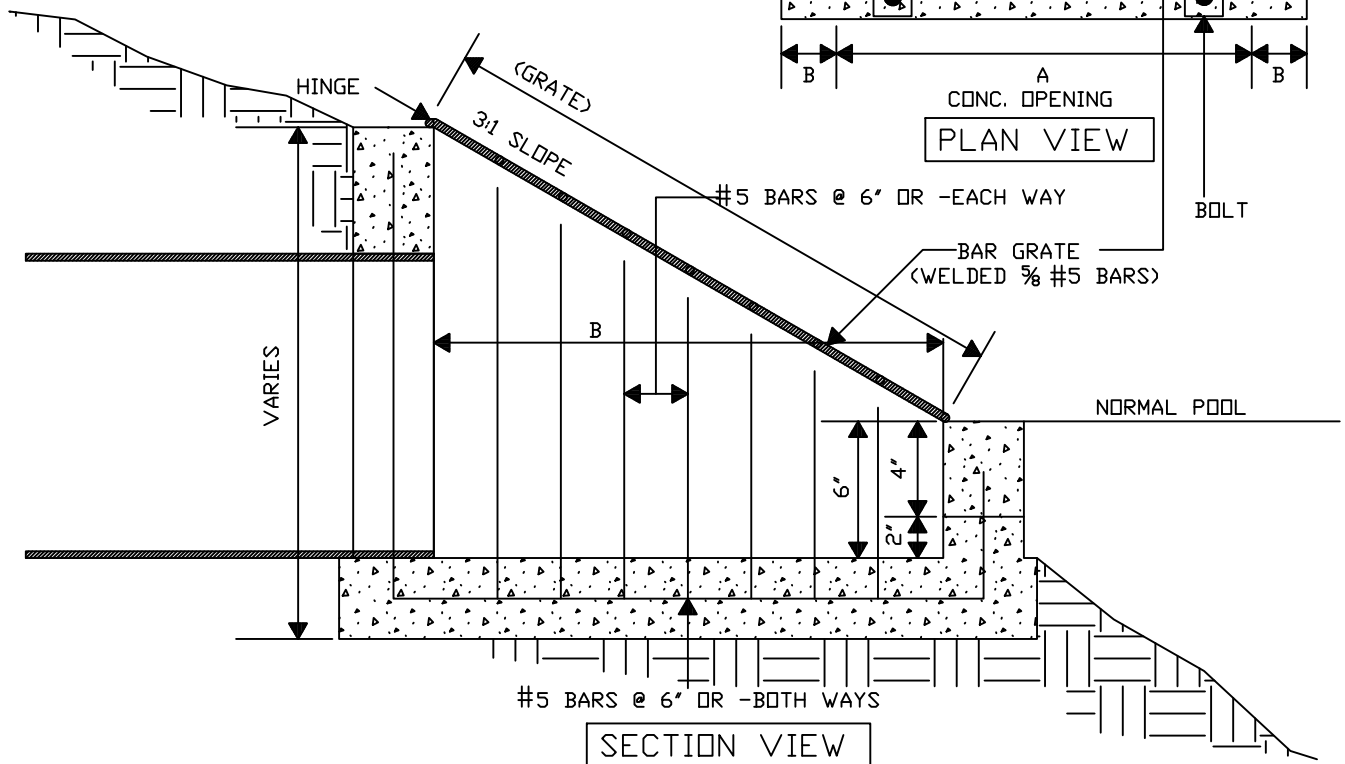 HINGE
(GRATE)
3:1 SLOPE
B
A
B
CONC. OPENING
PLAN VIEW
#5 BARS @ 6" OR -EACH WAY
BOLT
BAR GRATE
(WELDED ⅝ #5 BARS)
B
VARIES
NORMAL POOL
6"
4"
2"
#5 BARS @ 6" OR -BOTH WAYS
SECTION VIEW